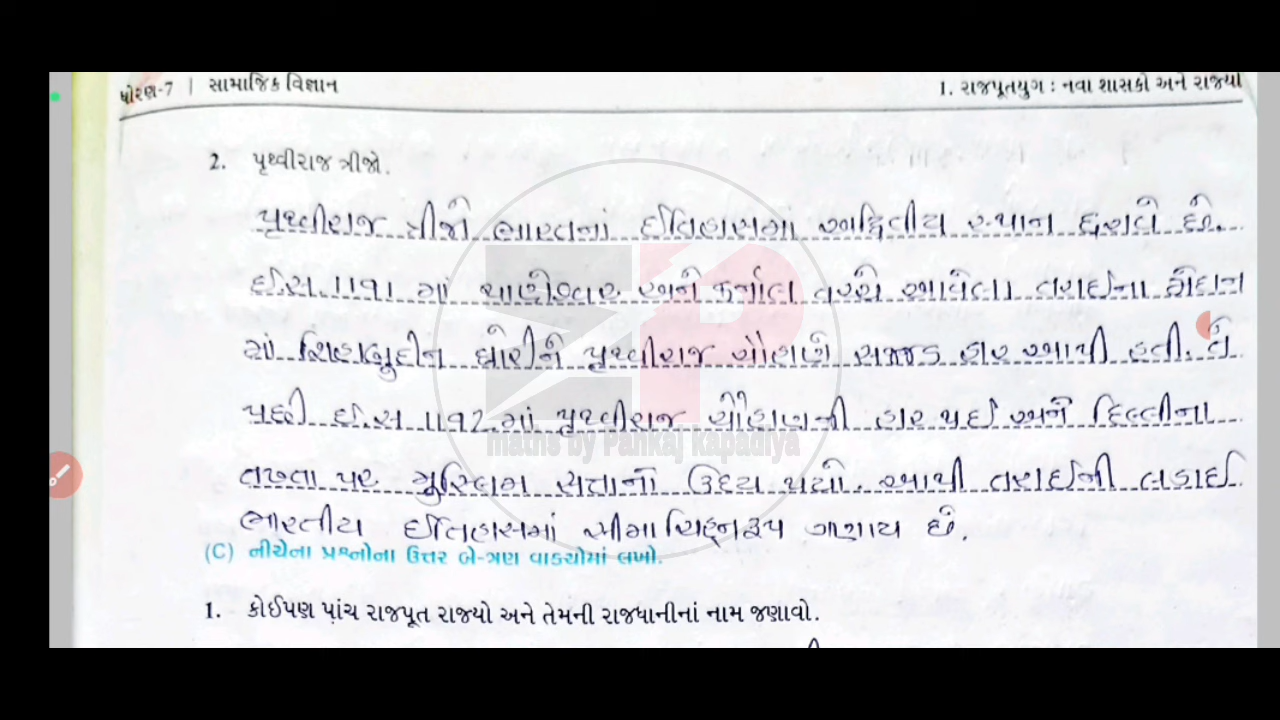 ધોરણ-7 | સામાજિક વિજ્ઞાન
1. રાજપૂતયુગ : નવા શાસકો અને રાજ્યો
2. પૃથ્વીરાજ ત્રીજો.
પૃથ્વીરાજ ત્રીજો ભારતનાં ઈતિહાસમાં અદ્વિતીય સ્થાન ધરાવે છે.
ઈ.સ. 1191 માં થાણેશ્વર અને કર્નાલ વચ્ચે આવેલા તરાઈના મેદાન
માં શિહાબુદ્દીન ઘોરીને પૃથ્વીરાજ ચૌહાણે સજ્જડ હાર આપી હતી. તે
પછી ઈ.સ 1192.માં પૃથ્વીરાજ ચૌહાણની હાર થઈ અને દિલ્લીના
તખ્તા પર મુસ્લિમ સત્તાનો ઉદય થયો. આથી તરાઈની લડાઈ
ભારતીય ઈતિહાસમાં સીમાચિહ્નરૂપ ગણાય છે.
maths by Pankaj kapadiya
(C) નીચેના પ્રશ્નોના ઉત્તર બે-ત્રણ વાક્યોમાં લખો.
1. કોઈપણ પાંચ રાજપૂત રાજ્યો અને તેમની રાજધાનીનાં નામ જણાવો.